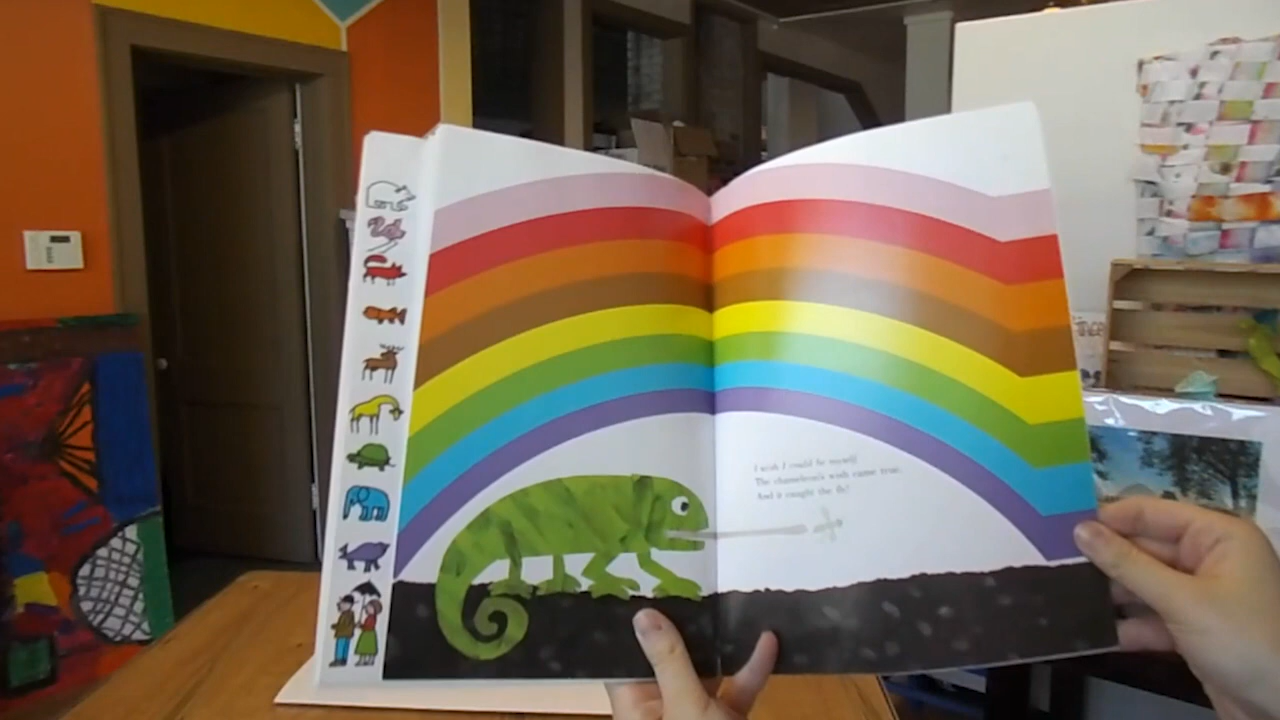 I wish I could be myself.
The chameleon's wish came true.
And it caught the fly!